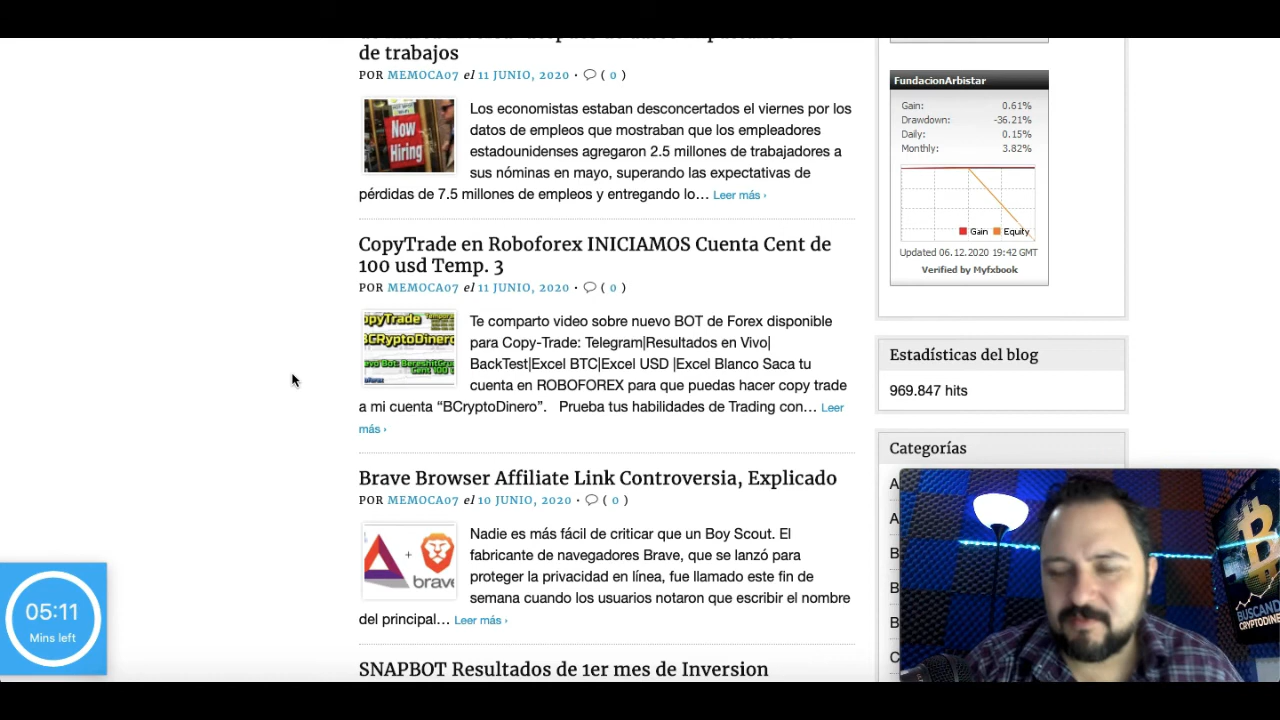 de trabajos
POR MEMOCA07 el 11 JUNIO, 2020 • ( 0 )
Now
Hiring
Los economistas estaban desconcertados el viernes por los
datos de empleos que mostraban que los empleadores
estadounidenses agregaron 2.5 millones de trabajadores a
sus nóminas en mayo, superando las expectativas de
pérdidas de 7.5 millones de empleos y entregando lo… Leer más ›
CopyTrade en Roboforex INICIAMOS Cuenta Cent de
100 usd Temp. 3
POR MEMOCA07 el 11 JUNIO, 2020 • ( 0 )
Te comparto video sobre nuevo BOT de Forex disponible
para Copy-Trade: Telegram|Resultados en Vivo|
BackTest|Excel BTC|Excel USD |Excel Blanco Saca tu
cuenta en ROBOFOREX para que puedas hacer copy trade
a mi cuenta “BCryptoDinero”. Prueba tus habilidades de Trading con… Leer
más ›
Brave Browser Affiliate Link Controversia, Explicado
POR MEMOCA07 el 10 JUNIO, 2020 • ( 0 )
+
brave
Nadie es más fácil de criticar que un Boy Scout. El
fabricante de navegadores Brave, que se lanzó para
proteger la privacidad en línea, fue llamado este fin de
semana cuando los usuarios notaron que escribir el nombre
del principal… Leer más ›
SNAPBOT Resultados de 1er mes de Inversion
FundacionArbistar
Gain: 0.61%
Drawdown: -36.21%
Daily: 0.15%
Monthly: 3.82%
Gain Equity
Updated 06.12.2020 19:42 GMT
Verified by Myfxbook
Estadísticas del blog
969.847 hits
Categorías
A
A
B
B
B
C
05:11
Mins left
BUSCAND
CRYPTODINE